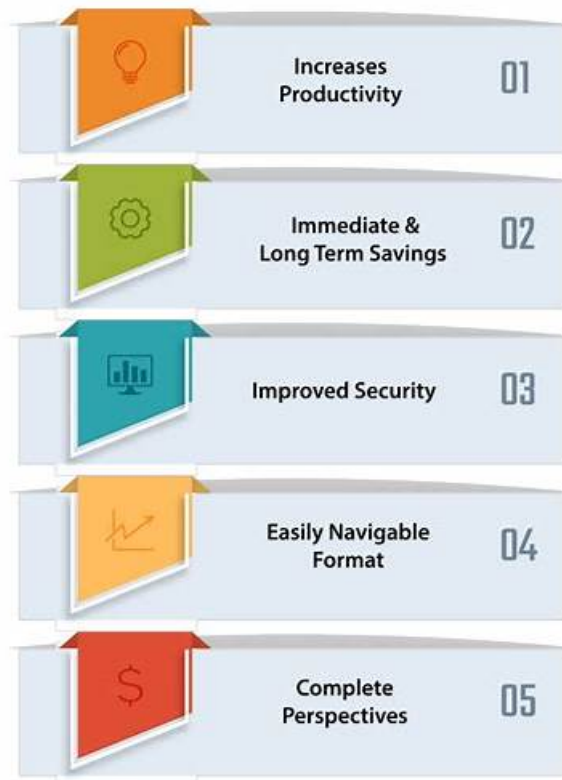 Increases
Productivity
01
Immediate &
Long Term Savings
02
Improved Security
03
Easily Navigable
Format
04
$
Complete
Perspectives
05